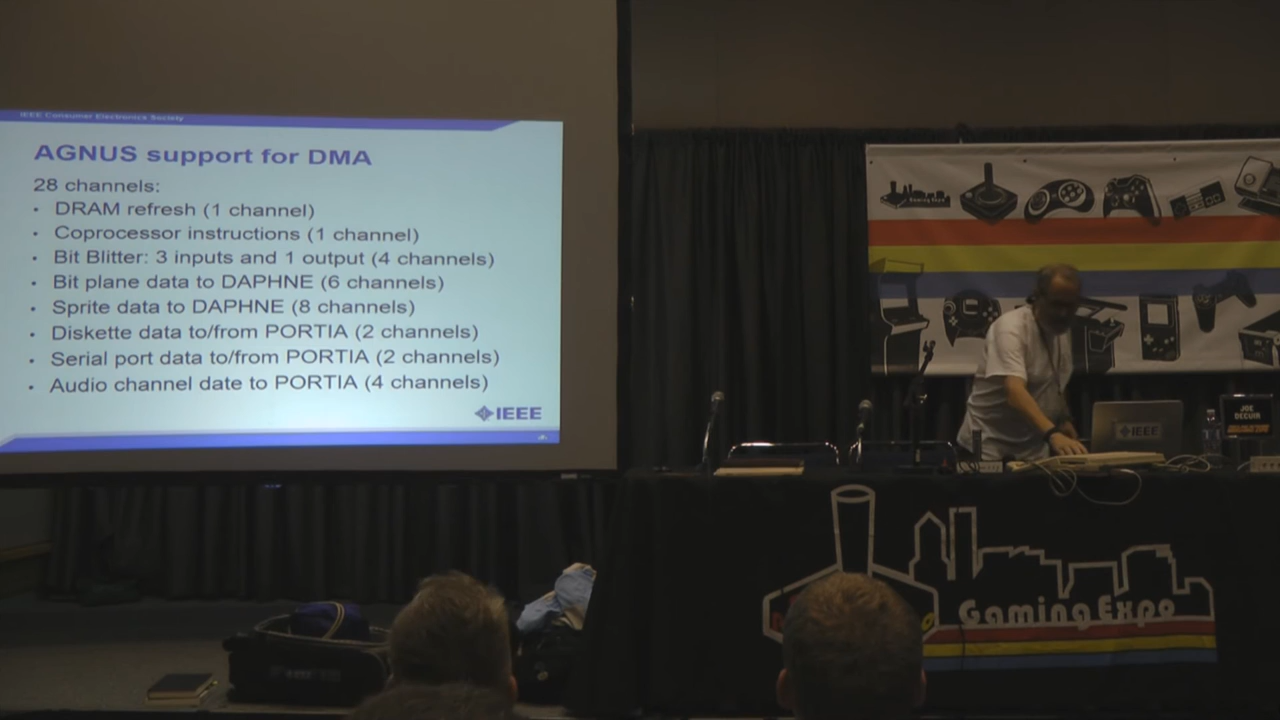 IEEE Consumer Electronics Society
AGNUS support for DMA
28 channels:
• DRAM refresh (1 channel)
• Coprocessor instructions (1 channel)
• Bit Blitter: 3 inputs and 1 output (4 channels)
• Bit plane data to DAPHNE (6 channels)
• Sprite data to DAPHNE (8 channels)
• Diskette data to/from PORTIA (2 channels)
• Serial port data to/from PORTIA (2 channels)
• Audio channel date to PORTIA (4 channels)
IEEE
Gaming Expo
IEEE
JOE
DECUIR
Gaming Expo